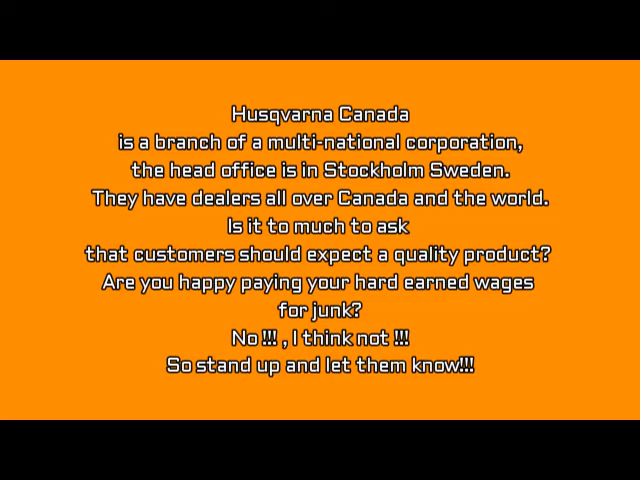 Husqvarna Canada
is a branch of a multi-national corporation,
the head office is in Stockholm Sweden.
They have dealers all over Canada and the world.
Is it to much to ask
that customers should expect a quality product?
Are you happy paying your hard earned wages
for junk?
No !!! , I think not !!!
So stand up and let them know!!!